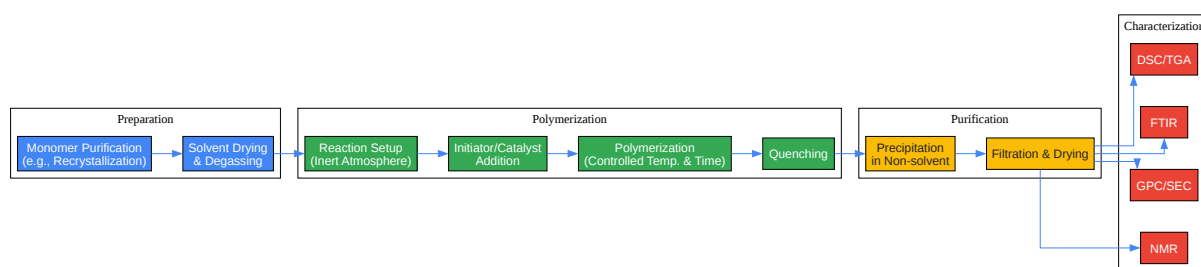 Preparation
Monomer Purification
(e.g., Recrystallization)
Solvent Drying
& Degassing
Polymerization
Reaction Setup
(Inert Atmosphere)
Initiator/Catalyst
Addition
Polymerization
(Controlled Temp. & Time)
Quenching
Purification
Precipitation
in Non-solvent
Filtration & Drying
Characterization
DSC/TGA
FTIR
GPC/SEC
NMR